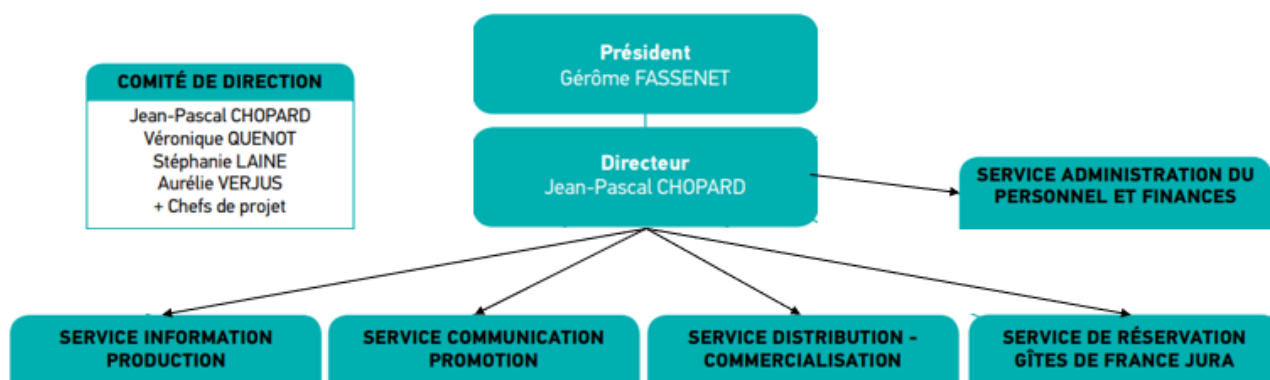 Président
Gérôme FASSENET
COMITÉ DE DIRECTION
Jean-Pascal CHOPARD
Véronique QUENOT
Stéphanie LAINE
Aurélie VERJUS
+ Chefs de projet
Directeur
Jean-Pascal CHOPARD
SERVICE ADMINISTRATION DU
PERSONNEL ET FINANCES
SERVICE INFORMATION
PRODUCTION
SERVICE COMMUNICATION
PROMOTION
SERVICE DISTRIBUTION -
COMMERCIALISATION
SERVICE DE RÉSERVATION
GÎTES DE FRANCE JURA